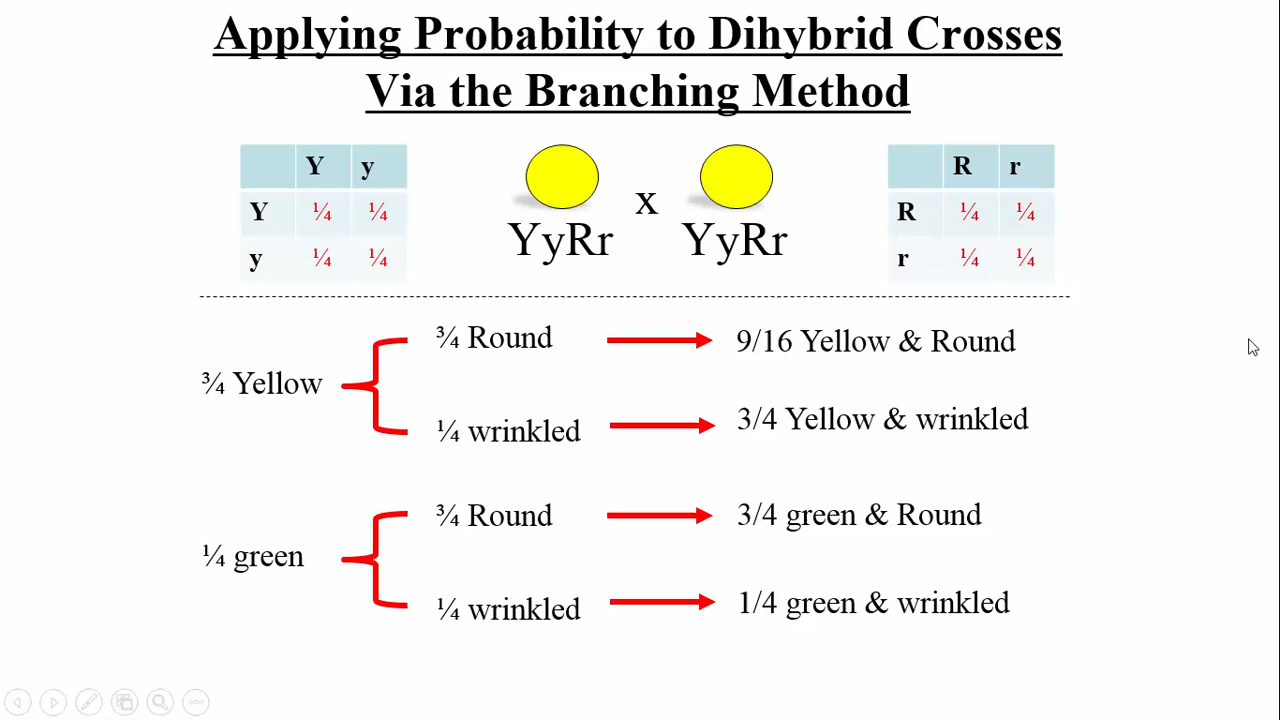 Applying Probability to Dihybrid Crosses
Via the Branching Method
Y y
Y ¼ ¼
y ¼ ¼
YyRr x YyRr
R r
R ¼ ¼
r ¼ ¼
¾ Yellow
¾ Round
9/16 Yellow & Round
¼ wrinkled
3/4 Yellow & wrinkled
¼ green
¾ Round
3/4 green & Round
¼ wrinkled
1/4 green & wrinkled